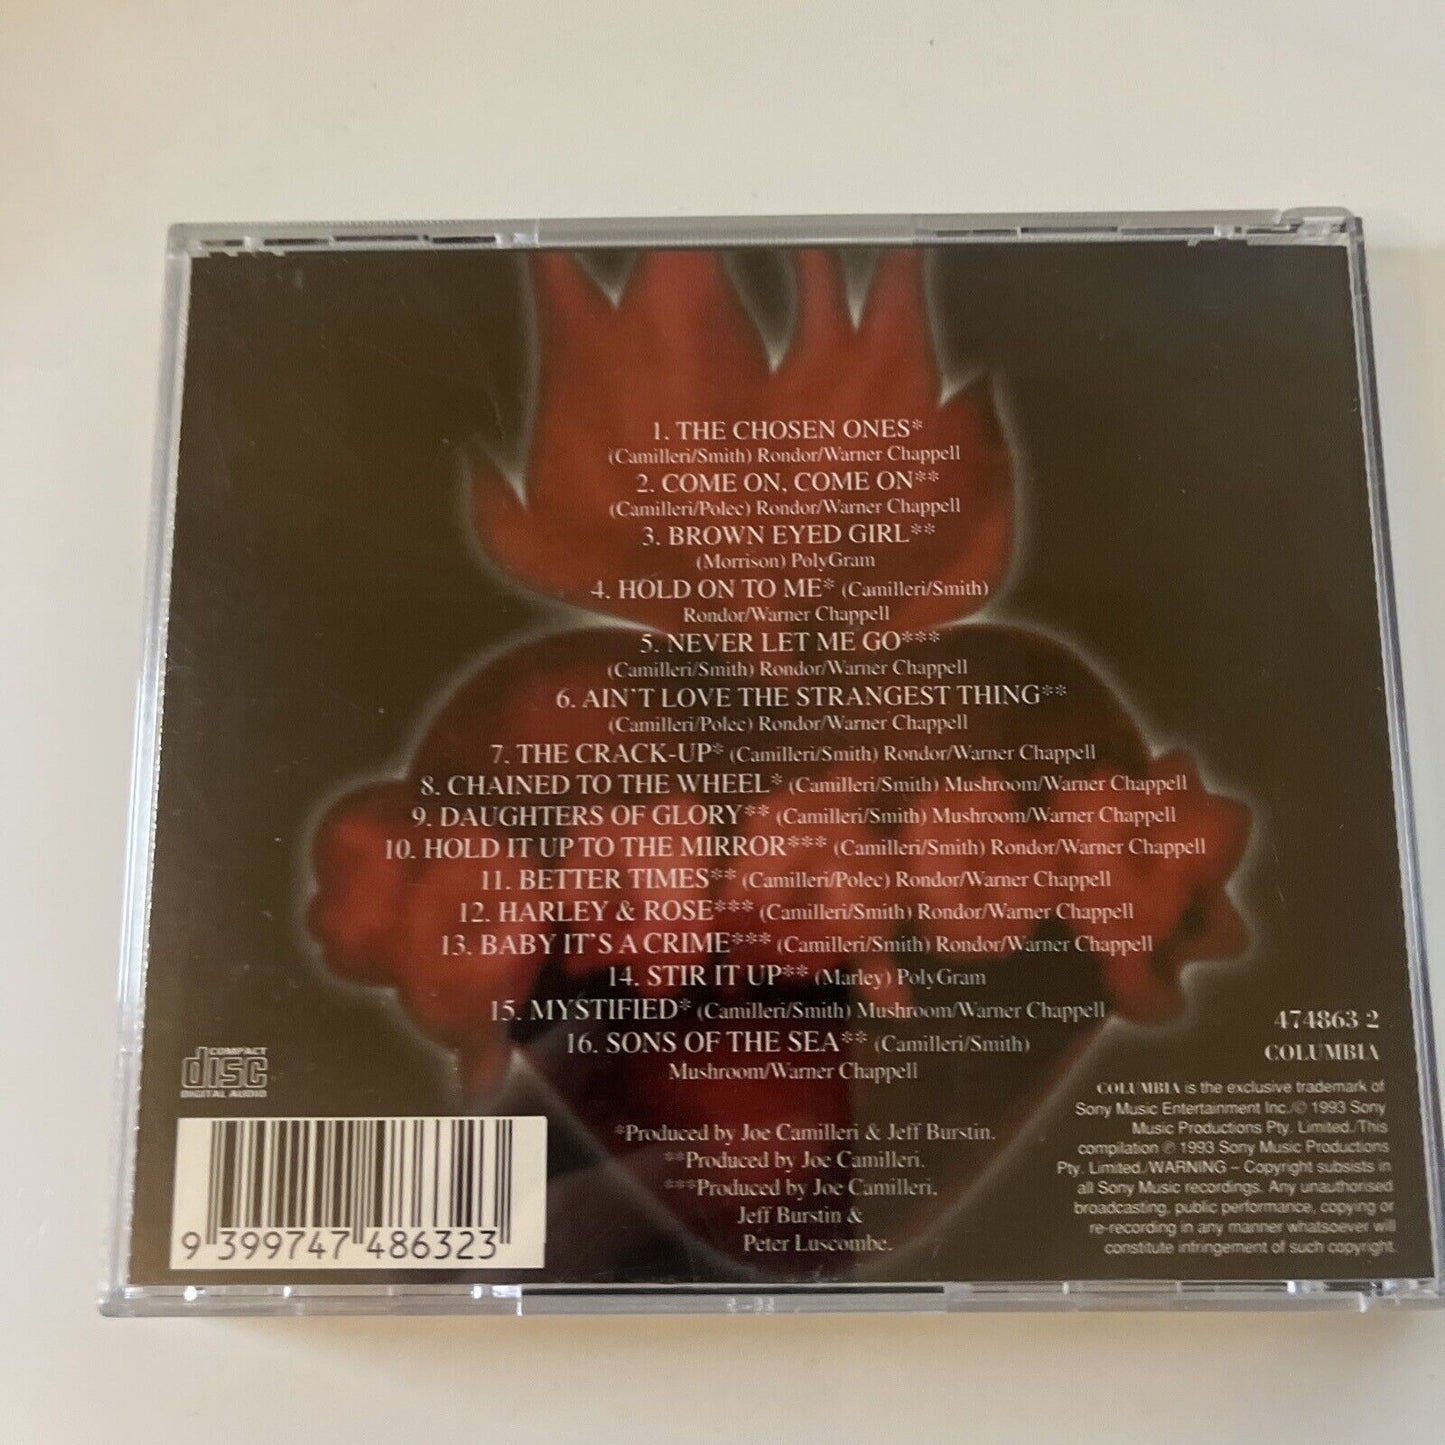 1. THE CHOSEN ONES*
(Camilleri/Smith) Rondor/Warner Chappell
2. COME ON, COME ON**
(Camilleri/Polec) Rondor/Warner Chappell
3. BROWN EYED GIRL**
(Morrison) PolyGram
4. HOLD ON TO ME* (Camilleri/Smith)
Rondor/Warner Chappell
5. NEVER LET ME GO***
(Camilleri/Smith) Rondor/Warner Chappell
6. AIN'T LOVE THE STRANGEST THING**
(Camilleri/Polec) Rondor/Warner Chappell
7. THE CRACK-UP* (Camilleri/Smith) Rondor/Warner Chappell
8. CHAINED TO THE WHEEL* (Camilleri/Smith) Mushroom/Warner Chappell
9. DAUGHTERS OF GLORY** (Camilleri/Smith) Mushroom/Warner Chappell
10. HOLD IT UP TO THE MIRROR*** (Camilleri/Smith) Rondor/Warner Chappell
11. BETTER TIMES** (Camilleri/Polec) Rondor/Warner Chappell
12. HARLEY & ROSE*** (Camilleri/Smith) Rondor/Warner Chappell
13. BABY IT'S A CRIME*** (Camilleri/Smith) Rondor/Warner Chappell
14. STIR IT UP** (Marley) PolyGram
15. MYSTIFIED* (Camilleri/Smith) Mushroom/Warner Chappell
16. SONS OF THE SEA** (Camilleri/Smith)
Mushroom/Warner Chappell
*Produced by Joe Camilleri & Jeff Burstin.
**Produced by Joe Camilleri.
***Produced by Joe Camilleri,
Jeff Burstin &
Peter Luscombe.
COMPACT
disc
DIGITAL AUDIO
9 399747 486323
474863 2
COLUMBIA
COLUMBIA is the exclusive trademark of
Sony Music Entertainment Inc./© 1993 Sony
Music Productions Pty. Limited./This
compilation ℗ 1993 Sony Music Productions
Pty. Limited./WARNING – Copyright subsists in
all Sony Music recordings. Any unauthorised
broadcasting, public performance, copying or
re-recording in any manner whatsoever will
constitute infringement of such copyright.